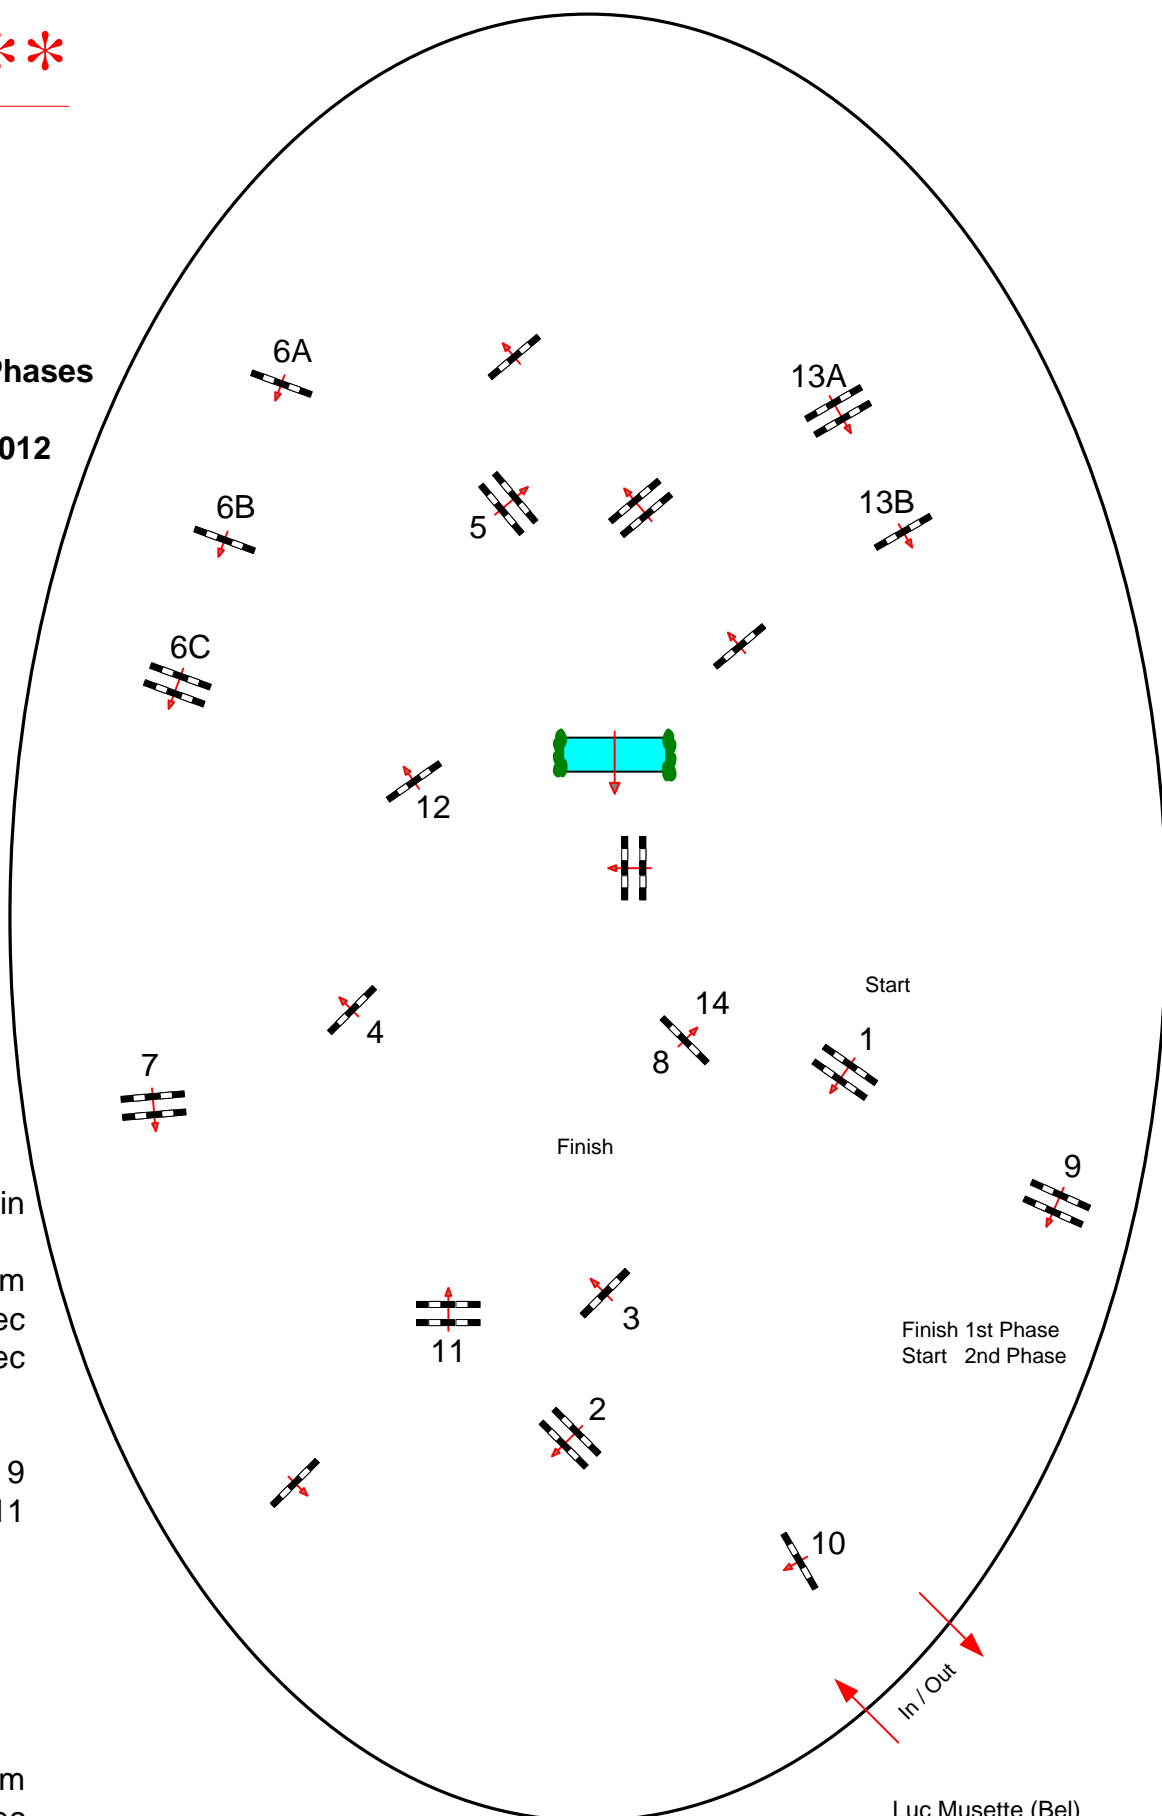 **
Phases
012
6A
13A
6B
13B
5
6C
12
Start
14
4
1
8
7
Finish
9
in
m
ec
3
Finish 1st Phase
Start 2nd Phase
11
ec
2
9
11
10
In / Out
m
Luc Musette (Bel)